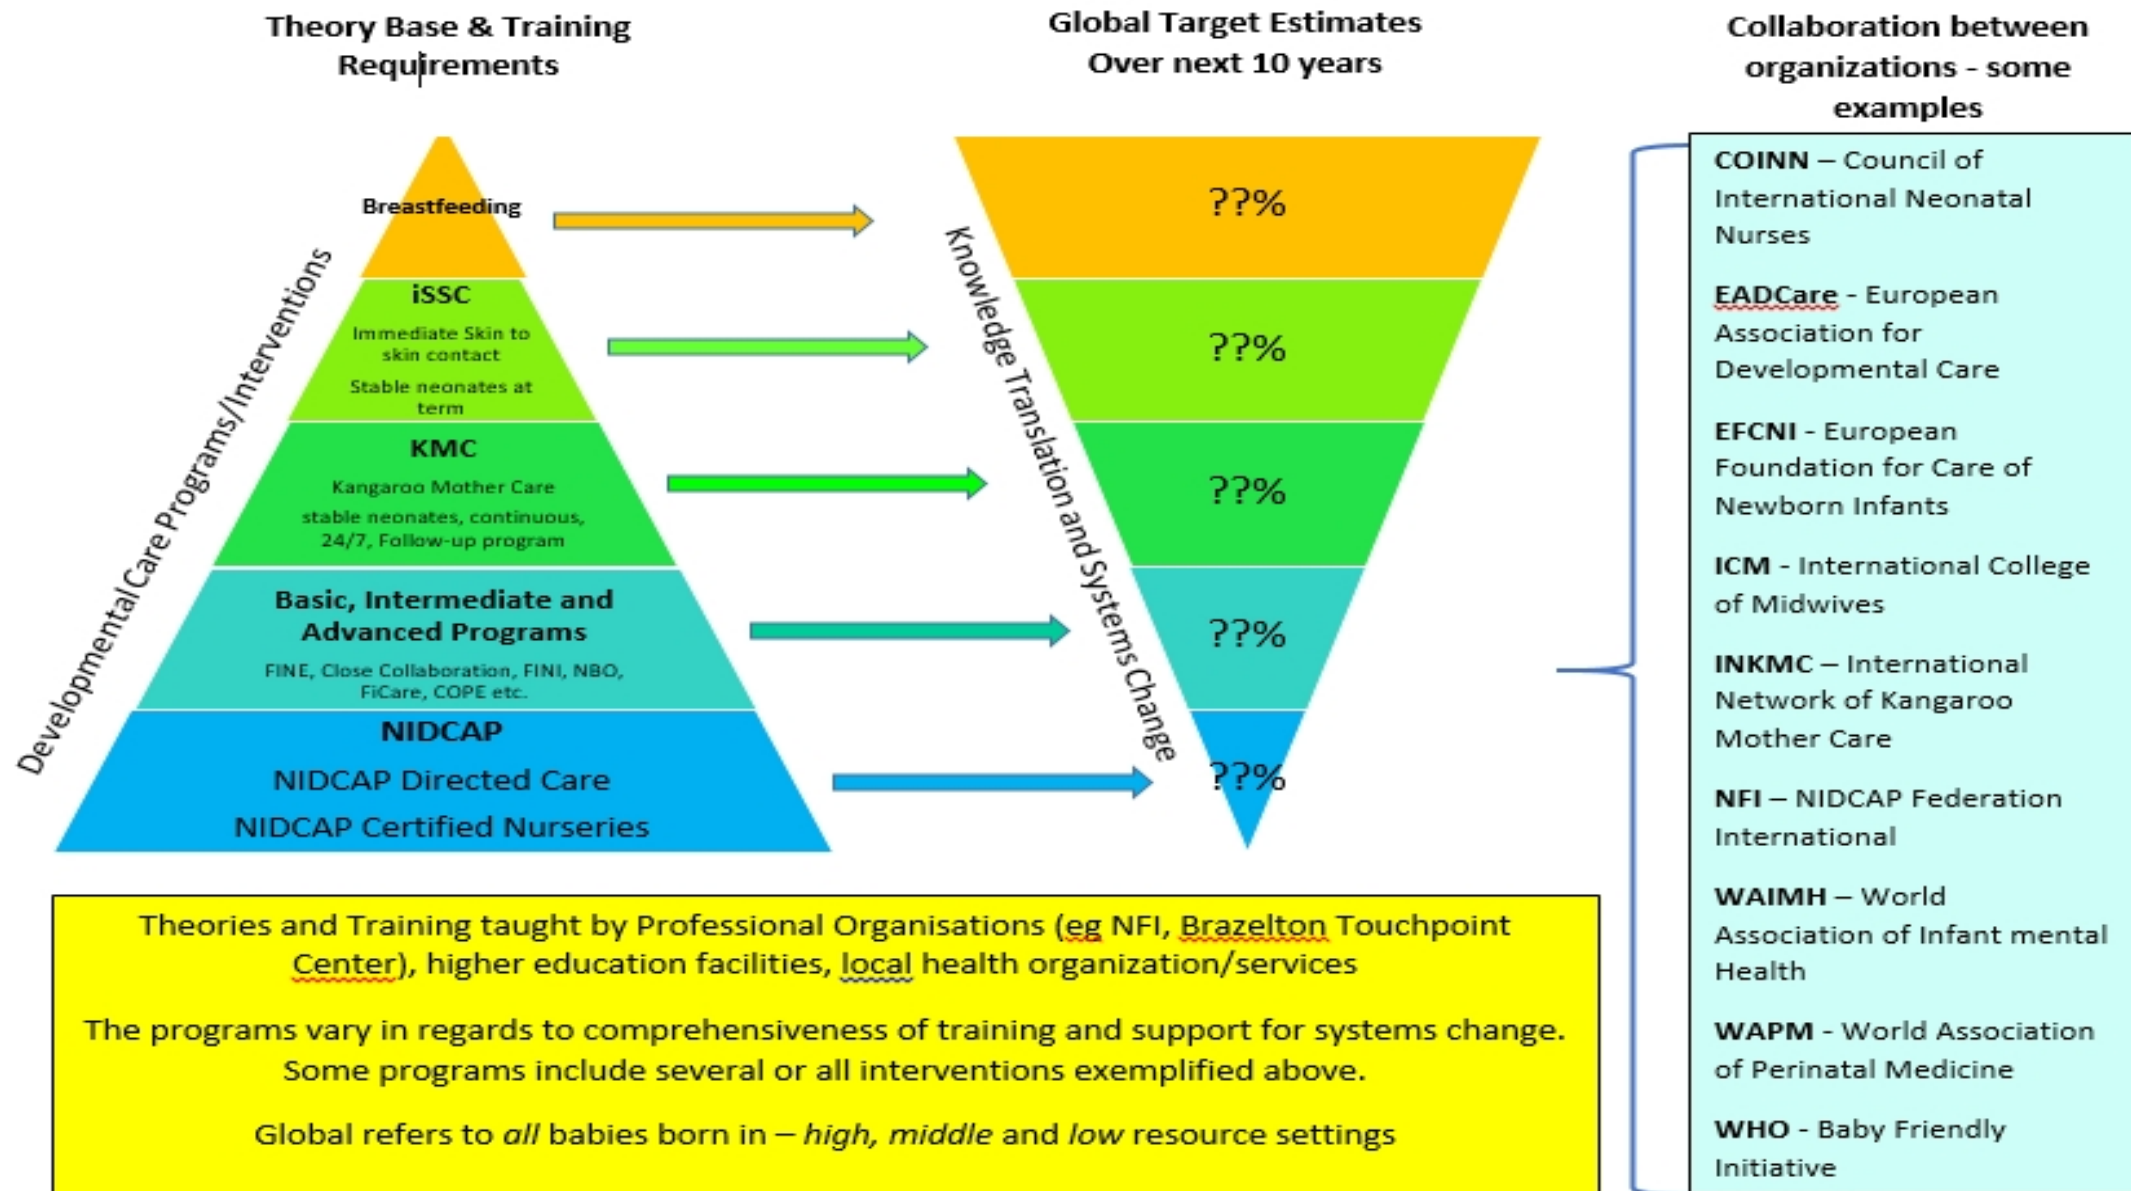 Theory Base & Training
Requirements
Global Target Estimates
Over next 10 years
Collaboration between
organizations - some
examples
Developmental Care Programs/Interventions
Breastfeeding
iSSC
Immediate Skin to
skin contact
Stable neonates at
term
KMC
Kangaroo Mother Care
stable neonates, continuous,
24/7, Follow-up program
Basic, Intermediate and
Advanced Programs
FINE, Close Collaboration, FINI, NBO,
FiCare, COPE etc.
NIDCAP
NIDCAP Directed Care
NIDCAP Certified Nurseries
Knowledge Translation and Systems Change
??%
??%
??%
??%
??%
COINN – Council of
International Neonatal
Nurses
EADCare - European
Association for
Developmental Care
EFCNI - European
Foundation for Care of
Newborn Infants
ICM - International College
of Midwives
INKMC – International
Network of Kangaroo
Mother Care
NFI – NIDCAP Federation
International
WAIMH – World
Association of Infant mental
Health
WAPM - World Association
of Perinatal Medicine
WHO - Baby Friendly
Initiative
Theories and Training taught by Professional Organisations (eg NFI, Brazelton Touchpoint
Center), higher education facilities, local health organization/services
The programs vary in regards to comprehensiveness of training and support for systems change.
Some programs include several or all interventions exemplified above.
Global refers to all babies born in – high, middle and low resource settings